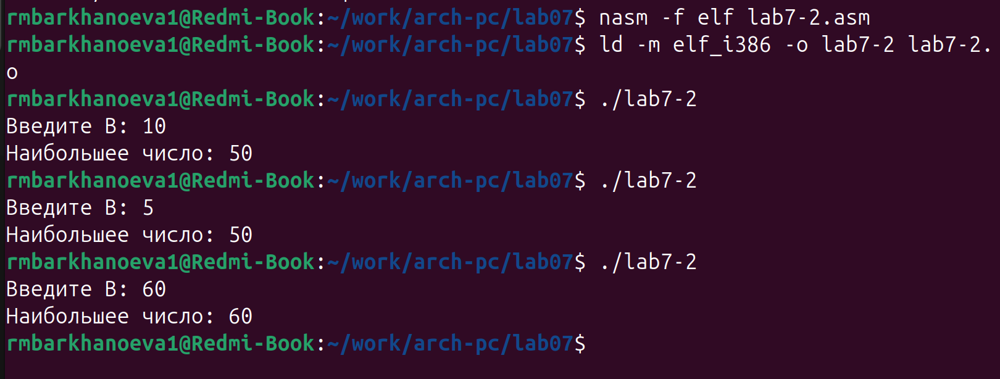 rmbarkhanoeva1@Redmi-Book:~/work/arch-pc/lab07$ nasm -f elf lab7-2.asm
rmbarkhanoeva1@Redmi-Book:~/work/arch-pc/lab07$ ld -m elf_i386 -o lab7-2 lab7-2.
o
rmbarkhanoeva1@Redmi-Book:~/work/arch-pc/lab07$ ./lab7-2
Введите B: 10
Наибольшее число: 50
rmbarkhanoeva1@Redmi-Book:~/work/arch-pc/lab07$ ./lab7-2
Введите B: 5
Наибольшее число: 50
rmbarkhanoeva1@Redmi-Book:~/work/arch-pc/lab07$ ./lab7-2
Введите B: 60
Наибольшее число: 60
rmbarkhanoeva1@Redmi-Book:~/work/arch-pc/lab07$